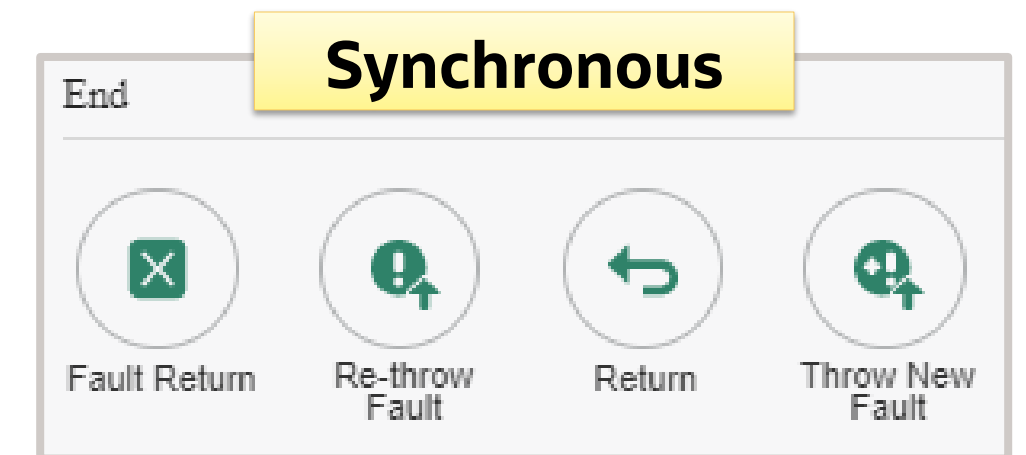 Synchronous
End
Fault Return
Re-throw
Fault
Return
Throw New
Fault